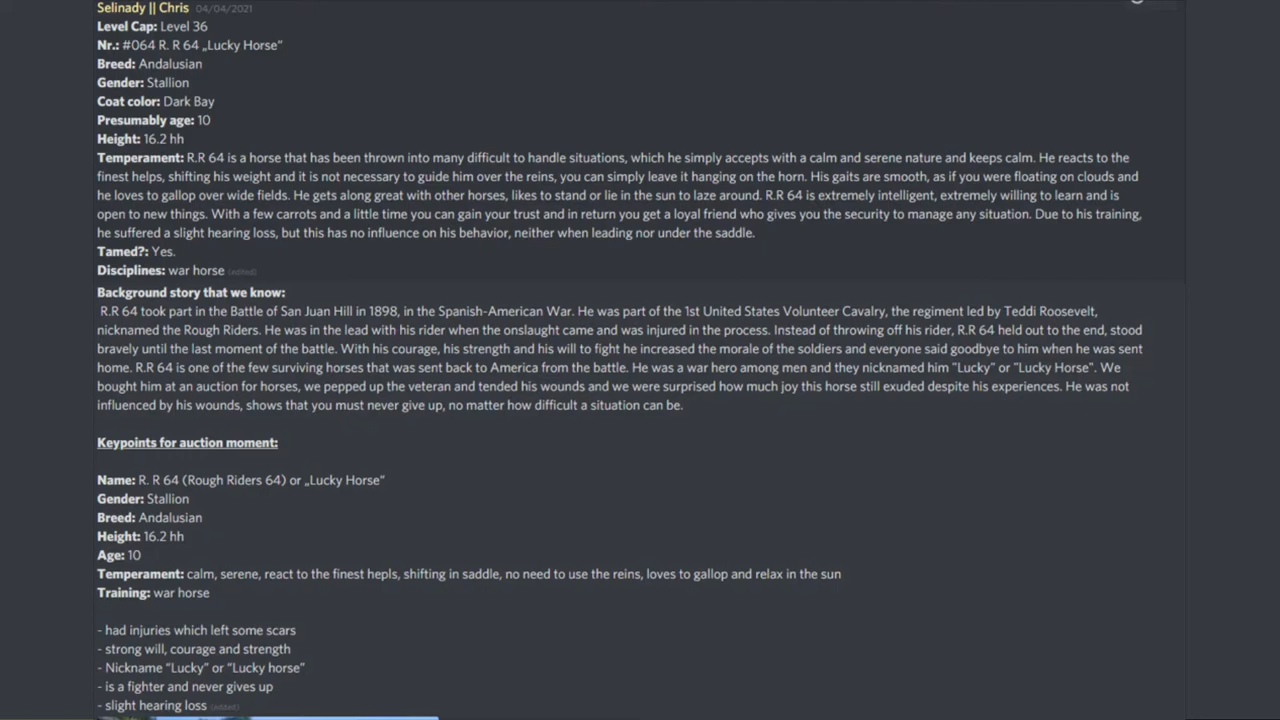 Selinady || Chris 04/04/2021
Level Cap: Level 36
Nr.: #064 R. R 64 „Lucky Horse“
Breed: Andalusian
Gender: Stallion
Coat color: Dark Bay
Presumably age: 10
Height: 16.2 hh
Temperament: R.R 64 is a horse that has been thrown into many difficult to handle situations, which he simply accepts with a calm and serene nature and keeps calm. He reacts to the
finest helps, shifting his weight and it is not necessary to guide him over the reins, you can simply leave it hanging on the horn. His gaits are smooth, as if you were floating on clouds and
he loves to gallop over wide fields. He gets along great with other horses, likes to stand or lie in the sun to laze around. R.R 64 is extremely intelligent, extremely willing to learn and is
open to new things. With a few carrots and a little time you can gain your trust and in return you get a loyal friend who gives you the security to manage any situation. Due to his training,
he suffered a slight hearing loss, but this has no influence on his behavior, neither when leading nor under the saddle.
Tamed?: Yes.
Disciplines: war horse (edited)
Background story that we know:
R.R 64 took part in the Battle of San Juan Hill in 1898, in the Spanish-American War. He was part of the 1st United States Volunteer Cavalry, the regiment led by Teddi Roosevelt,
nicknamed the Rough Riders. He was in the lead with his rider when the onslaught came and was injured in the process. Instead of throwing off his rider, R.R 64 held out to the end, stood
bravely until the last moment of the battle. With his courage, his strength and his will to fight he increased the morale of the soldiers and everyone said goodbye to him when he was sent
home. R.R 64 is one of the few surviving horses that was sent back to America from the battle. He was a war hero among men and they nicknamed him "Lucky" or "Lucky Horse". We
bought him at an auction for horses, we pepped up the veteran and tended his wounds and we were surprised how much joy this horse still exuded despite his experiences. He was not
influenced by his wounds, shows that you must never give up, no matter how difficult a situation can be.
Keypoints for auction moment:
Name: R. R 64 (Rough Riders 64) or „Lucky Horse“
Gender: Stallion
Breed: Andalusian
Height: 16.2 hh
Age: 10
Temperament: calm, serene, react to the finest hepls, shifting in saddle, no need to use the reins, loves to gallop and relax in the sun
Training: war horse
- had injuries which left some scars
- strong will, courage and strength
- Nickname “Lucky” or “Lucky horse”
- is a fighter and never gives up
- slight hearing loss (edited)